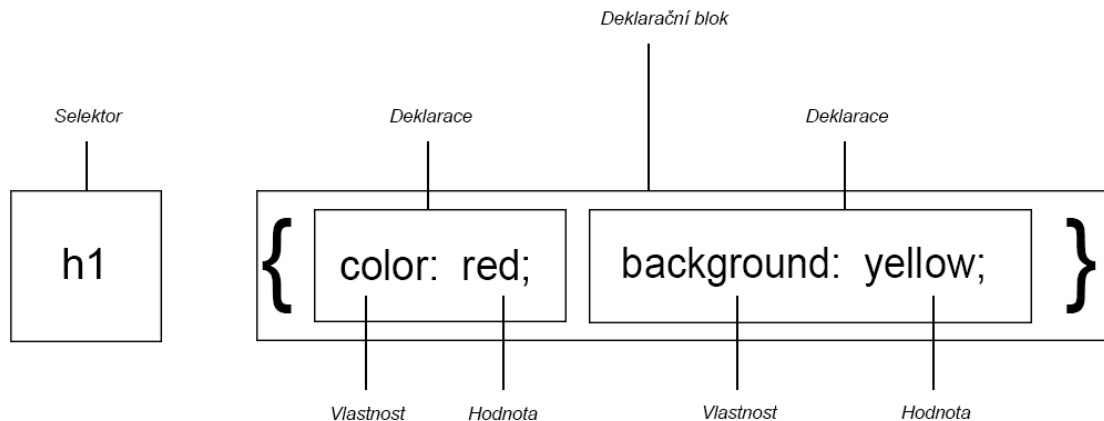 Deklarační blok
Selektor
Deklarace
Deklarace
h1
{ color: red; background: yellow; }
Vlastnost
Hodnota
Vlastnost
Hodnota